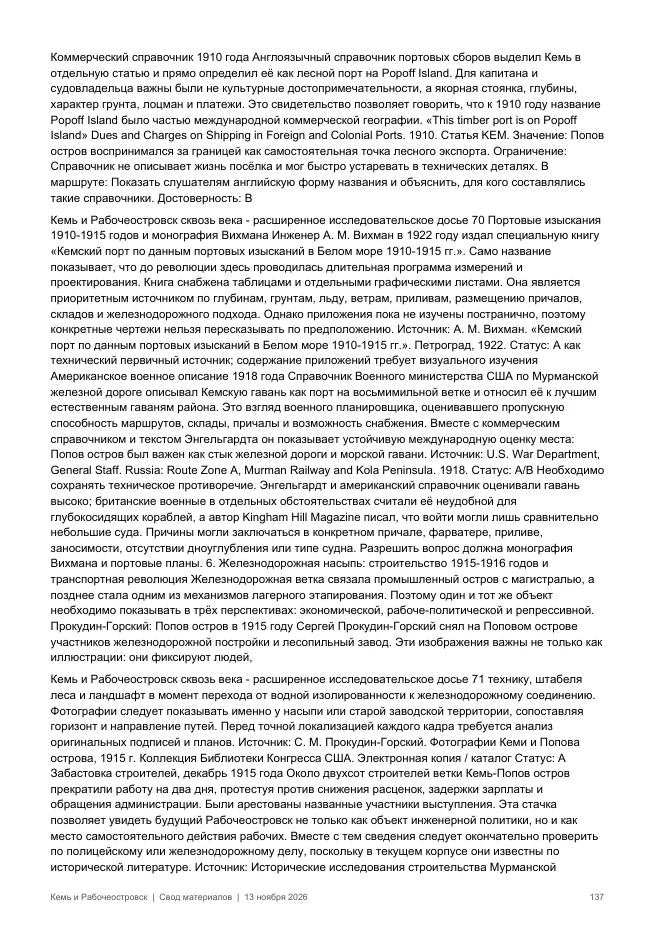 Коммерческий справочник 1910 года Англоязычный справочник портовых сборов выделил Кемь в
отдельную статью и прямо определил её как лесной порт на Popoff Island. Для капитана и
судовладельца важны были не культурные достопримечательности, а якорная стоянка, глубины,
характер грунта, лоцман и платежи. Это свидетельство позволяет говорить, что к 1910 году название
Popoff Island было частью международной коммерческой географии. «This timber port is on Popoff
Island» Dues and Charges on Shipping in Foreign and Colonial Ports. 1910. Статья KEM. Значение: Попов
остров воспринимался за границей как самостоятельная точка лесного экспорта. Ограничение:
Справочник не описывает жизнь посёлка и мог быстро устаревать в технических деталях. В
маршруте: Показать слушателям английскую форму названия и объяснить, для кого составлялись
такие справочники. Достоверность: B
Кемь и Рабочеостровск сквозь века - расширенное исследовательское досье 70 Портовые изыскания
1910-1915 годов и монография Вихмана Инженер А. М. Вихман в 1922 году издал специальную книгу
«Кемский порт по данным портовых изысканий в Белом море 1910-1915 гг.». Само название
показывает, что до революции здесь проводилась длительная программа измерений и
проектирования. Книга снабжена таблицами и отдельными графическими листами. Она является
приоритетным источником по глубинам, грунтам, льду, ветрам, приливам, размещению причалов,
складов и железнодорожного подхода. Однако приложения пока не изучены постранично, поэтому
конкретные чертежи нельзя пересказывать по предположению. Источник: А. М. Вихман. «Кемский
порт по данным портовых изысканий в Белом море 1910-1915 гг.». Петроград, 1922. Статус: A как
технический первичный источник; содержание приложений требует визуального изучения
Американское военное описание 1918 года Справочник Военного министерства США по Мурманской
железной дороге описывал Кемскую гавань как порт на восьмимильной ветке и относил её к лучшим
естественным гаваням района. Это взгляд военного планировщика, оценивавшего пропускную
способность маршрутов, склады, причалы и возможность снабжения. Вместе с коммерческим
справочником и текстом Энгельгардта он показывает устойчивую международную оценку места:
Попов остров был важен как стык железной дороги и морской гавани. Источник: U.S. War Department,
General Staff. Russia: Route Zone A, Murman Railway and Kola Peninsula. 1918. Статус: A/B Необходимо
сохранять техническое противоречие. Энгельгардт и американский справочник оценивали гавань
высоко; британские военные в отдельных обстоятельствах считали её неудобной для
глубокосидящих кораблей, а автор Kingham Hill Magazine писал, что войти могли лишь сравнительно
небольшие суда. Причины могли заключаться в конкретном причале, фарватере, приливе,
заносимости, отсутствии дноуглубления или типе судна. Разрешить вопрос должна монография
Вихмана и портовые планы. 6. Железнодорожная насыпь: строительство 1915-1916 годов и
транспортная революция Железнодорожная ветка связала промышленный остров с магистралью, а
позднее стала одним из механизмов лагерного этапирования. Поэтому один и тот же объект
необходимо показывать в трёх перспективах: экономической, рабоче-политической и репрессивной.
Прокудин-Горский: Попов остров в 1915 году Сергей Прокудин-Горский снял на Поповом острове
участников железнодорожной постройки и лесопильный завод. Эти изображения важны не только как
иллюстрации: они фиксируют людей,
Кемь и Рабочеостровск сквозь века - расширенное исследовательское досье 71 технику, штабеля
леса и ландшафт в момент перехода от водной изолированности к железнодорожному соединению.
Фотографии следует показывать именно у насыпи или старой заводской территории, сопоставляя
горизонт и направление путей. Перед точной локализацией каждого кадра требуется анализ
оригинальных подписей и планов. Источник: С. М. Прокудин-Горский. Фотографии Кеми и Попова
острова, 1915 г. Коллекция Библиотеки Конгресса США. Электронная копия / каталог Статус: A
Забастовка строителей, декабрь 1915 года Около двухсот строителей ветки Кемь-Попов остров
прекратили работу на два дня, протестуя против снижения расценок, задержки зарплаты и
обращения администрации. Были арестованы названные участники выступления. Эта стачка
позволяет увидеть будущий Рабочеостровск не только как объект инженерной политики, но и как
место самостоятельного действия рабочих. Вместе с тем сведения следует окончательно проверить
по полицейскому или железнодорожному делу, поскольку в текущем корпусе они известны по
исторической литературе. Источник: Исторические исследования строительства Мурманской
Кемь и Рабочеостровск | Свод материалов | 13 ноября 2026
137